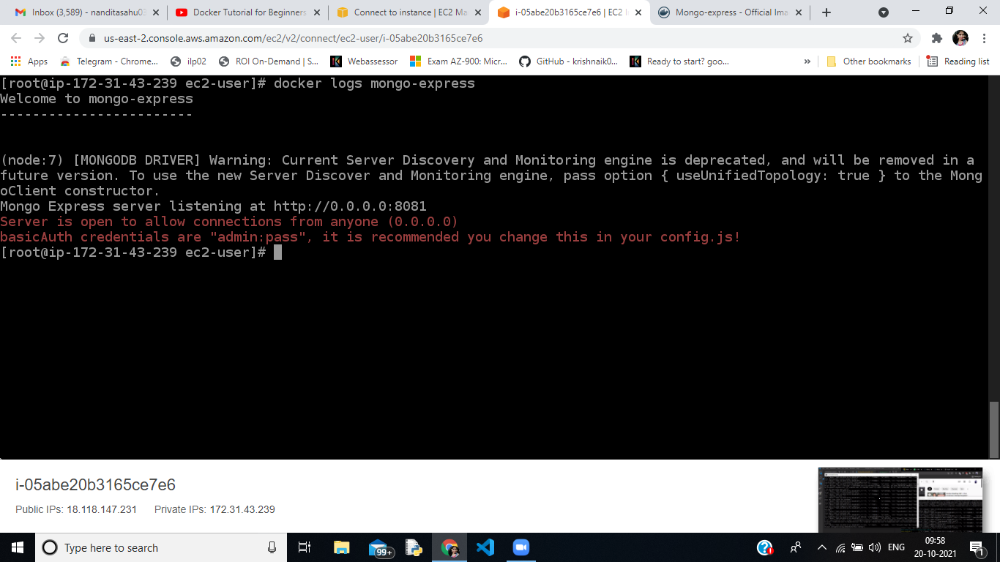 Inbox (3,589) - nanditasahu03
Docker Tutorial for Beginners
Connect to instance | EC2 Ma
i-05abe20b3165ce7e6 | EC2 I
Mongo-express - Official Ima
us-east-2.console.aws.amazon.com/ec2/v2/connect/ec2-user/i-05abe20b3165ce7e6
Apps
Telegram - Chrome...
ilp02
ROI On-Demand | S...
Webassessor
Exam AZ-900: Micr...
GitHub - krishnaik0...
Ready to start? goo...
»
Other bookmarks
Reading list
[root@ip-172-31-43-239 ec2-user]# docker logs mongo-express
Welcome to mongo-express
------------------------
(node:7) [MONGODB DRIVER] Warning: Current Server Discovery and Monitoring engine is deprecated, and will be removed in a
future version. To use the new Server Discover and Monitoring engine, pass option { useUnifiedTopology: true } to the Mong
oClient constructor.
Mongo Express server listening at http://0.0.0.0:8081
Server is open to allow connections from anyone (0.0.0.0)
basicAuth credentials are "admin:pass", it is recommended you change this in your config.js!
[root@ip-172-31-43-239 ec2-user]#
i-05abe20b3165ce7e6
Public IPs: 18.118.147.231 Private IPs: 172.31.43.239
Type here to search
99+
ENG
09:58
20-10-2021
1